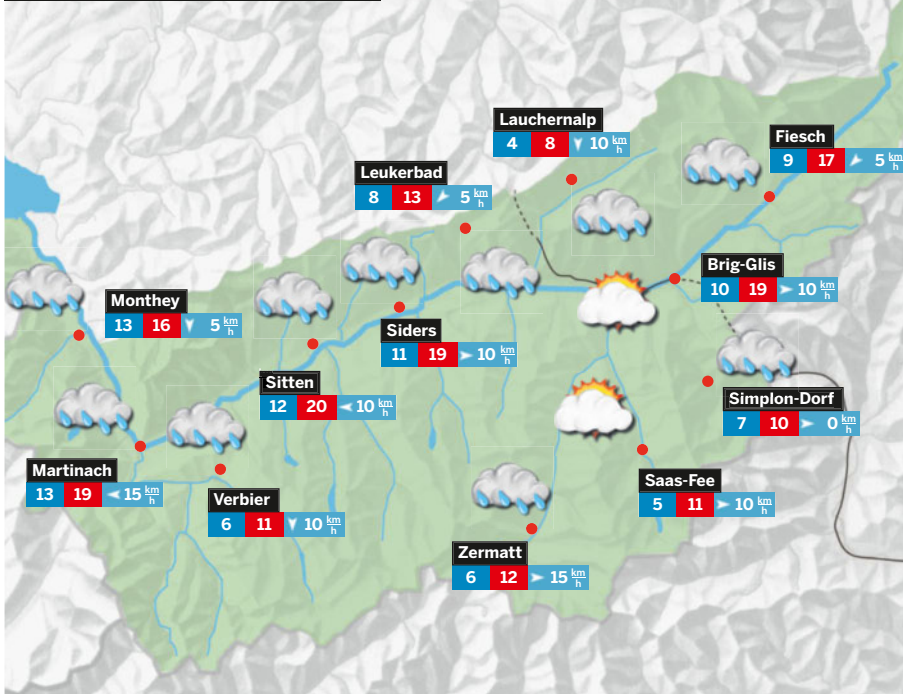 Lauchernalp
4 8 10 km/h
Fiesch
9 17 5 km/h
Leukerbad
8 13 5 km/h
Brig-Glis
10 19 10 km/h
Monthey
13 16 5 km/h
Siders
11 19 10 km/h
Sitten
12 20 10 km/h
Simplon-Dorf
7 10 0 km/h
Martinach
13 19 15 km/h
Verbier
6 11 10 km/h
Saas-Fee
5 11 10 km/h
Zermatt
6 12 15 km/h